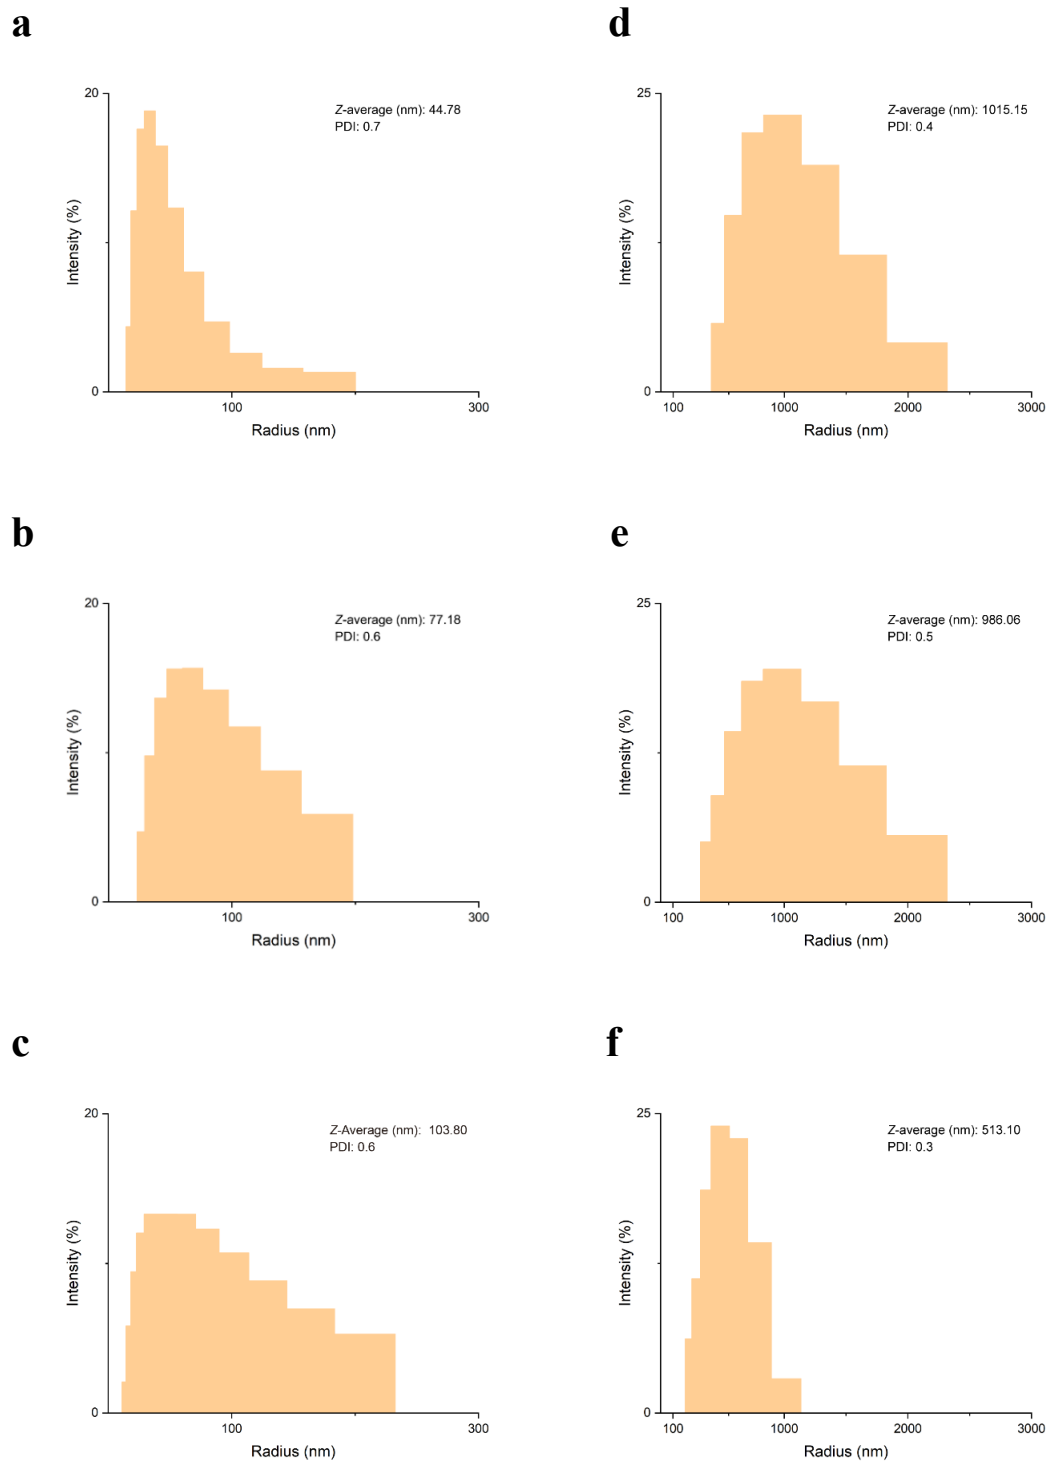 a
20
Z-average (nm): 44.78
PDI: 0.7
Intensity (%)
0
100
300
Radius (nm)
d
25
Z-average (nm): 1015.15
PDI: 0.4
Intensity (%)
0
100
1000
2000
3000
Radius (nm)
b
20
Z-average (nm): 77.18
PDI: 0.6
Intensity (%)
0
100
300
Radius (nm)
e
25
Z-average (nm): 986.06
PDI: 0.5
Intensity (%)
0
100
1000
2000
3000
Radius (nm)
c
20
Z-Average (nm): 103.80
PDI: 0.6
Intensity (%)
0
100
300
Radius (nm)
f
25
Z-average (nm): 513.10
PDI: 0.3
Intensity (%)
0
100
1000
2000
3000
Radius (nm)